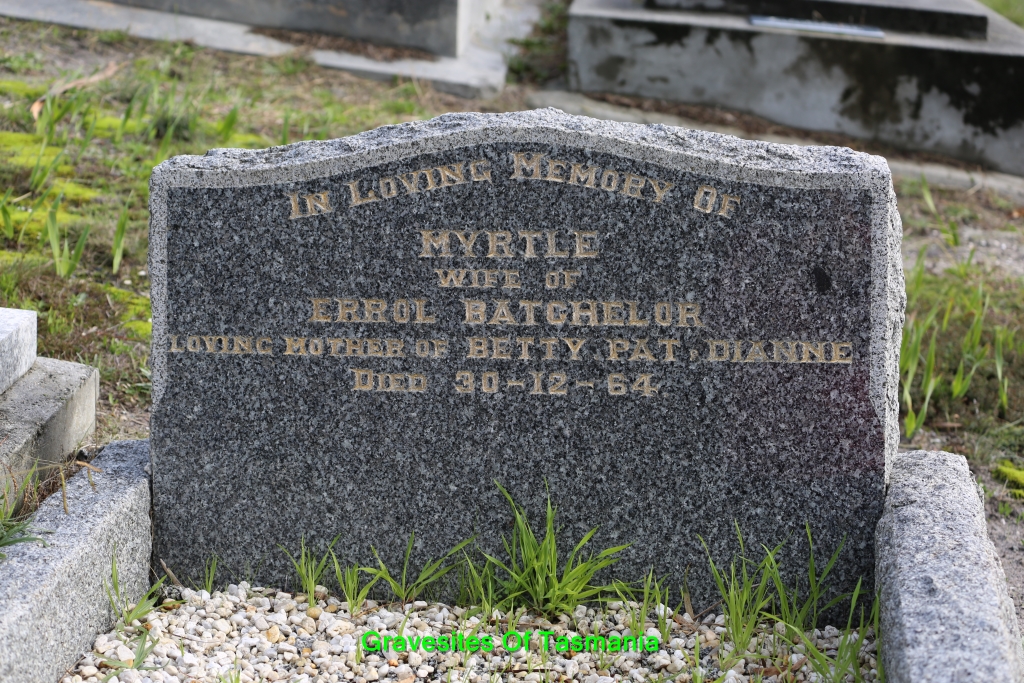 IN LOVING MEMORY OF
MYRTLE
WIFE OF
ERROL BATCHELOR
LOVING MOTHER OF BETTY, PAT, DIANNE
DIED 30-12-64.
Gravesites Of Tasmania